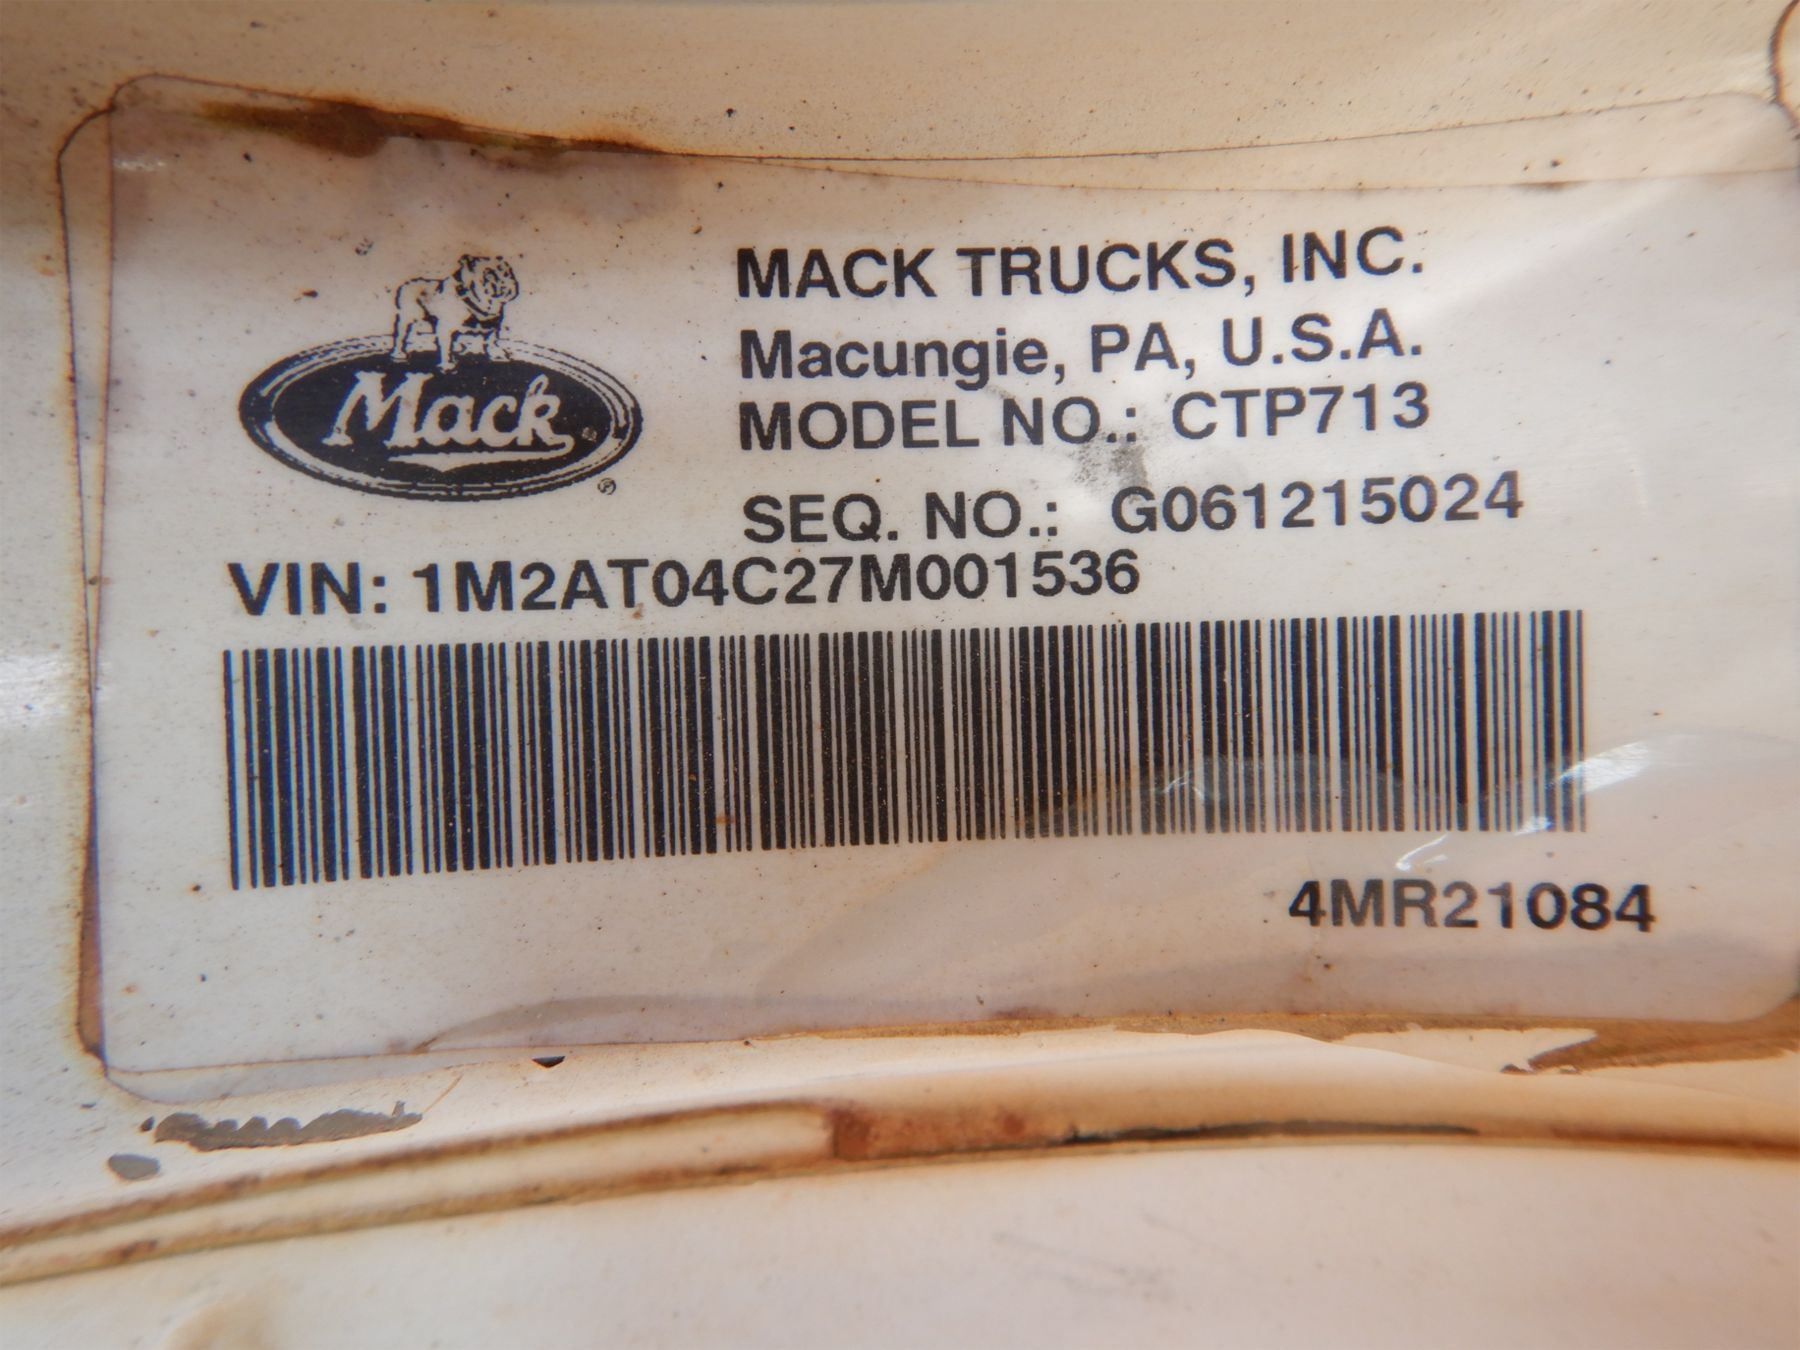 Mack
®
MACK TRUCKS, INC.
Macungie, PA, U.S.A.
MODEL NO.: CTP713
SEQ. NO.: G061215024
VIN: 1M2AT04C27M001536
4MR21084